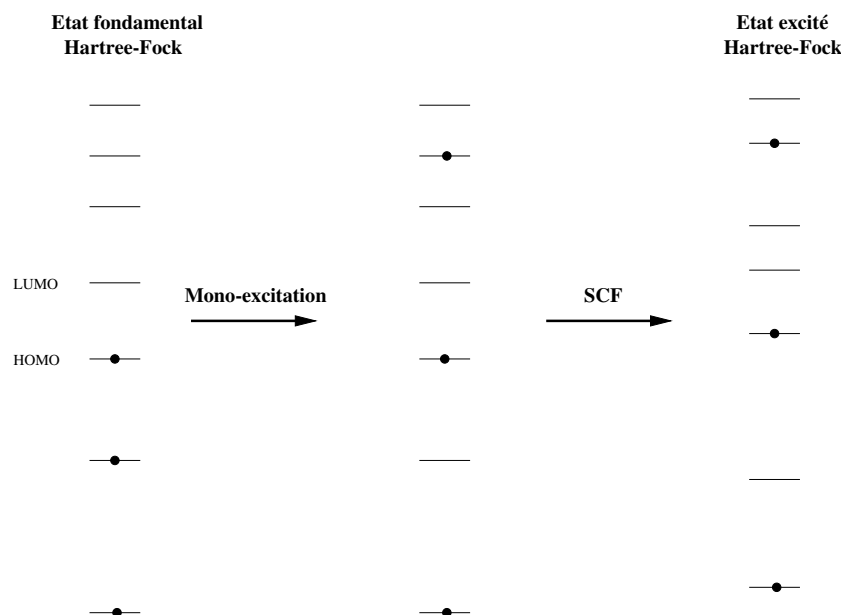 Etat fondamental
Hartree-Fock
Etat excité
Hartree-Fock
LUMO
Mono-excitation
SCF
HOMO